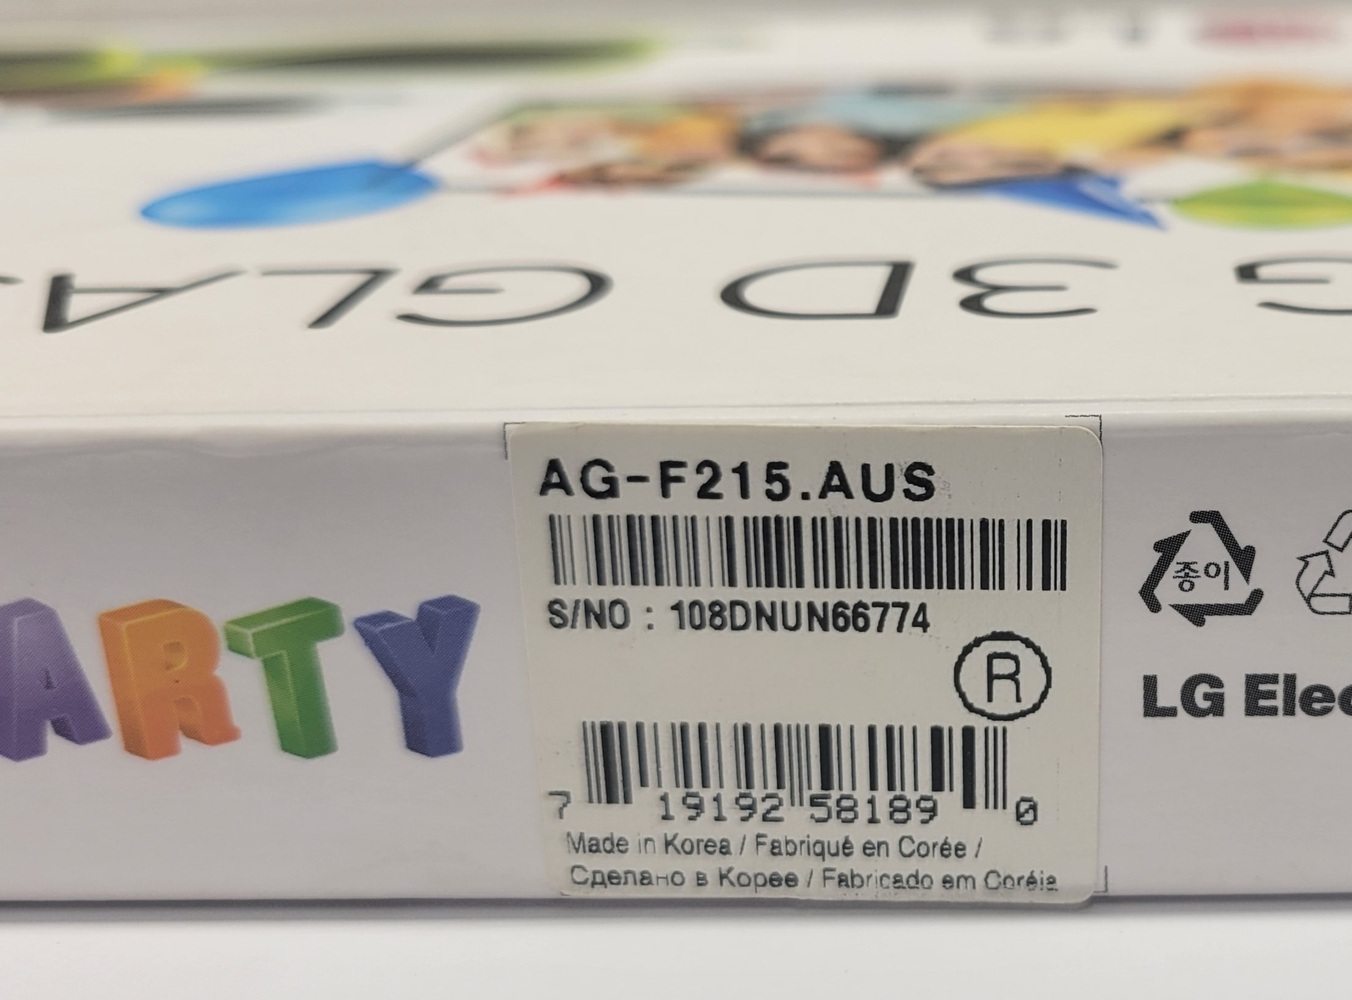 G 3D GLA
ARTY
AG-F215.AUS
S/NO : 108DNUN66774
R
7 19192 58189 0
Made in Korea / Fabriqué en Corée /
Сделано в Корее / Fabricado em Coréia
종이
LG Elec